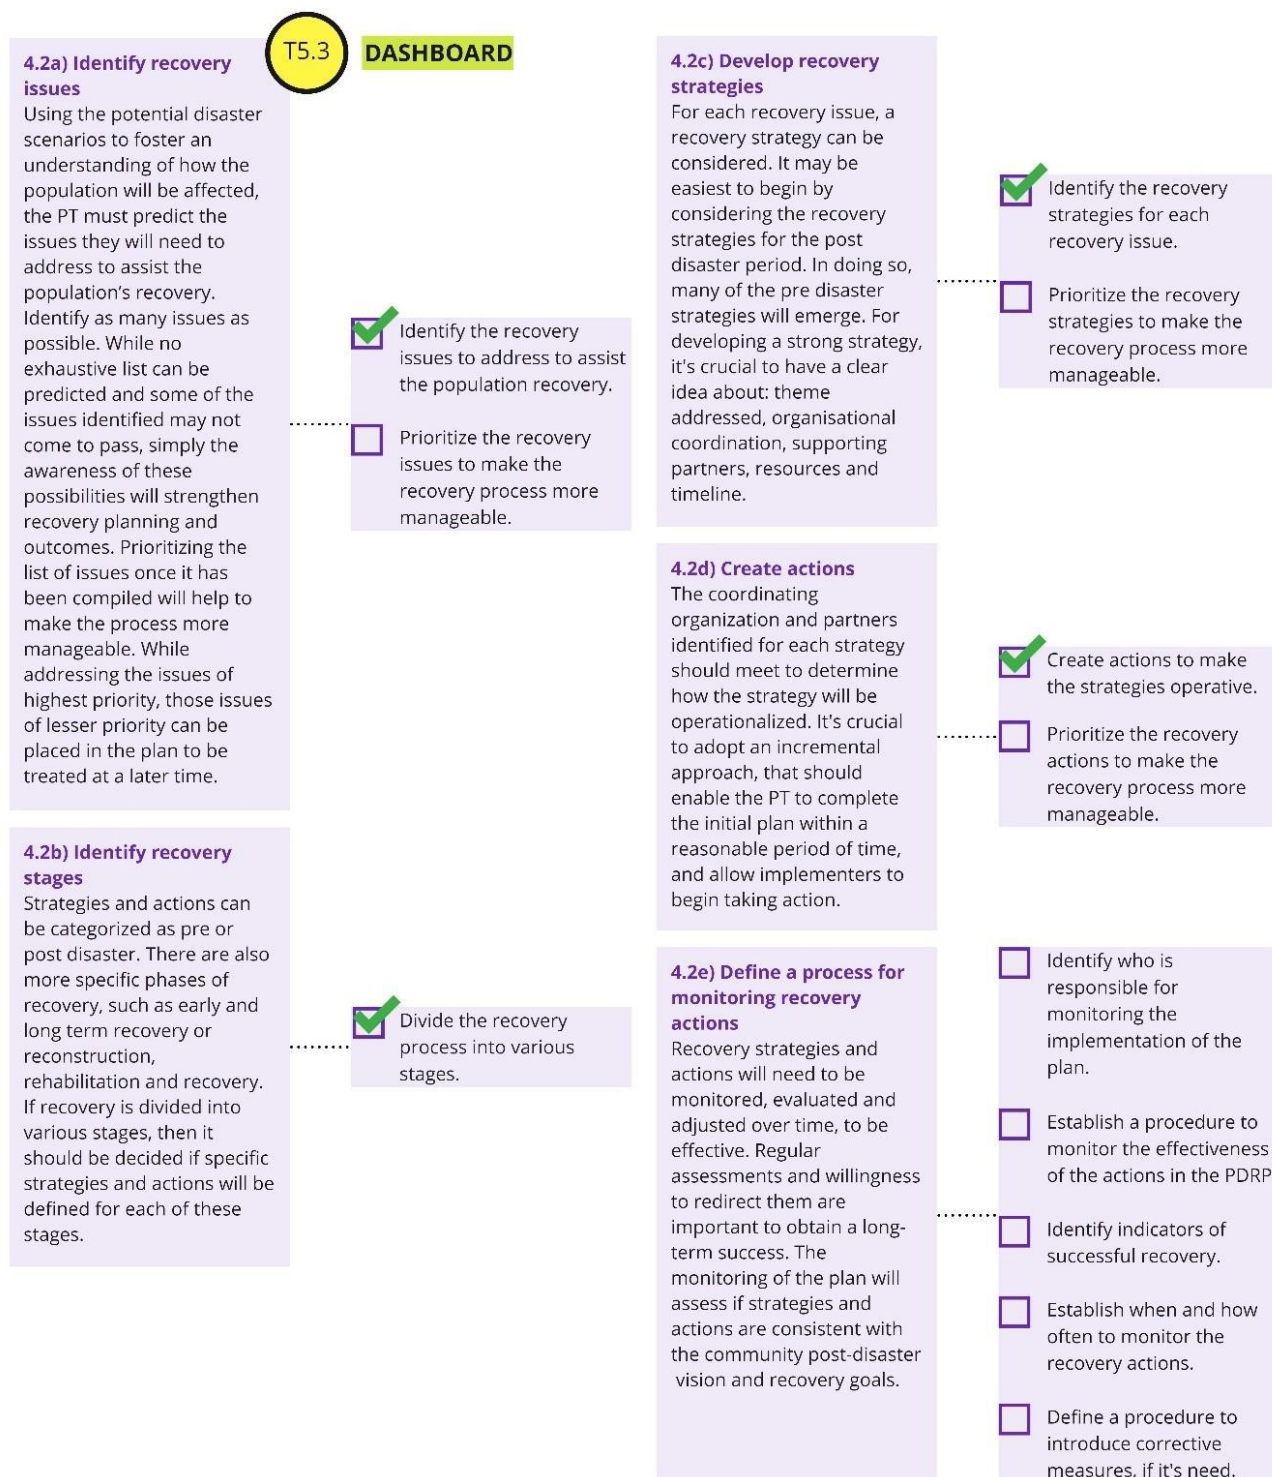 T5.3
DASHBOARD
4.2a) Identify recovery
issues
Using the potential disaster
scenarios to foster an
understanding of how the
population will be affected,
the PT must predict the
issues they will need to
address to assist the
population's recovery.
Identify as many issues as
possible. While no
exhaustive list can be
predicted and some of the
issues identified may not
come to pass, simply the
awareness of these
possibilities will strengthen
recovery planning and
outcomes. Prioritizing the
list of issues once it has
been compiled will help to
make the process more
manageable. While
addressing the issues of
highest priority, those issues
of lesser priority can be
placed in the plan to be
treated at a later time.
Identify the recovery
issues to address to assist
the population recovery.
Prioritize the recovery
issues to make the
recovery process more
manageable.
4.2b) Identify recovery
stages
Strategies and actions can
be categorized as pre or
post disaster. There are also
more specific phases of
recovery, such as early and
long term recovery or
reconstruction,
rehabilitation and recovery.
If recovery is divided into
various stages, then it
should be decided if specific
strategies and actions will be
defined for each of these
stages.
Divide the recovery
process into various
stages.
4.2c) Develop recovery
strategies
For each recovery issue, a
recovery strategy can be
considered. It may be
easiest to begin by
considering the recovery
strategies for the post
disaster period. In doing so,
many of the pre disaster
strategies will emerge. For
developing a strong strategy,
it's crucial to have a clear
idea about: theme
addressed, organisational
coordination, supporting
partners, resources and
timeline.
Identify the recovery
strategies for each
recovery issue.
Prioritize the recovery
strategies to make the
recovery process more
manageable.
4.2d) Create actions
The coordinating
organization and partners
identified for each strategy
should meet to determine
how the strategy will be
operationalized. It's crucial
to adopt an incremental
approach, that should
enable the PT to complete
the initial plan within a
reasonable period of time,
and allow implementers to
begin taking action.
Create actions to make
the strategies operative.
Prioritize the recovery
actions to make the
recovery process more
manageable.
4.2e) Define a process for
monitoring recovery
actions
Recovery strategies and
actions will need to be
monitored, evaluated and
adjusted over time, to be
effective. Regular
assessments and willingness
to redirect them are
important to obtain a long-
term success. The
monitoring of the plan will
assess if strategies and
actions are consistent with
the community post-disaster
vision and recovery goals.
Identify who is
responsible for
monitoring the
implementation of the
plan.
Establish a procedure to
monitor the effectiveness
of the actions in the PDRP
Identify indicators of
successful recovery.
Establish when and how
often to monitor the
recovery actions.
Define a procedure to
introduce corrective
measures, if it's need.